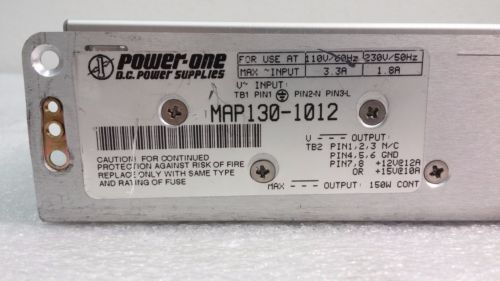 POWER-ONE
D.C. POWER SUPPLIES
FOR USE AT 110V/60Hz 230V/50Hz
MAX ~INPUT 3.3A 1.8A
V~ INPUT:
TB1 PIN1 PIN2-N PIN3-L
MAP130-1012
V --- OUTPUT:
TB2 PIN1,2,3 N/C
PIN4,5,6 GND
PIN7,8 +12V@12A
OR +15V@10A
CAUTION: FOR CONTINUED
PROTECTION AGAINST RISK OF FIRE
REPLACE ONLY WITH SAME TYPE
AND RATING OF FUSE
MAX --- OUTPUT: 150W CONT